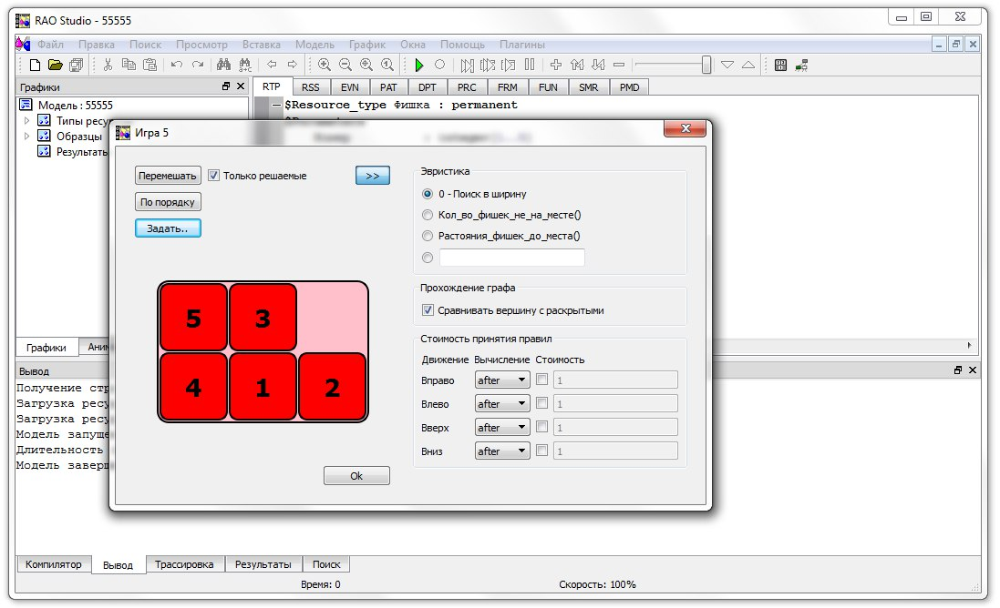 RAO Studio - 55555
Файл Правка Поиск Просмотр Вставка Модель График Окна Помощь Плагины
Графики
RTP RSS EVN PAT DPT PRC FRM FUN SMR PMD
Модель : 55555
$Resource_type Фишка : permanent
Типы ресу
Образцы
Результать
Игра 5
Перемешать Только решаемые >>
По порядку
Задать..
5 3
4 1 2
Ok
Эвристика
0 - Поиск в ширину
Кол_во_фишек_не_на_месте()
Растояния_фишек_до_места()
Прохождение графа
Сравнивать вершину с раскрытыми
Стоимость принятия правил
Движение Вычисление Стоимость
Вправо after 1
Влево after 1
Вверх after 1
Вниз after 1
Графики Ани
Вывод
Получение стр
Загрузка ресу
Загрузка ресу
Модель запуще
Длительность
Модель заверш
Компилятор Вывод Трассировка Результаты Поиск
Время: 0 Скорость: 100%